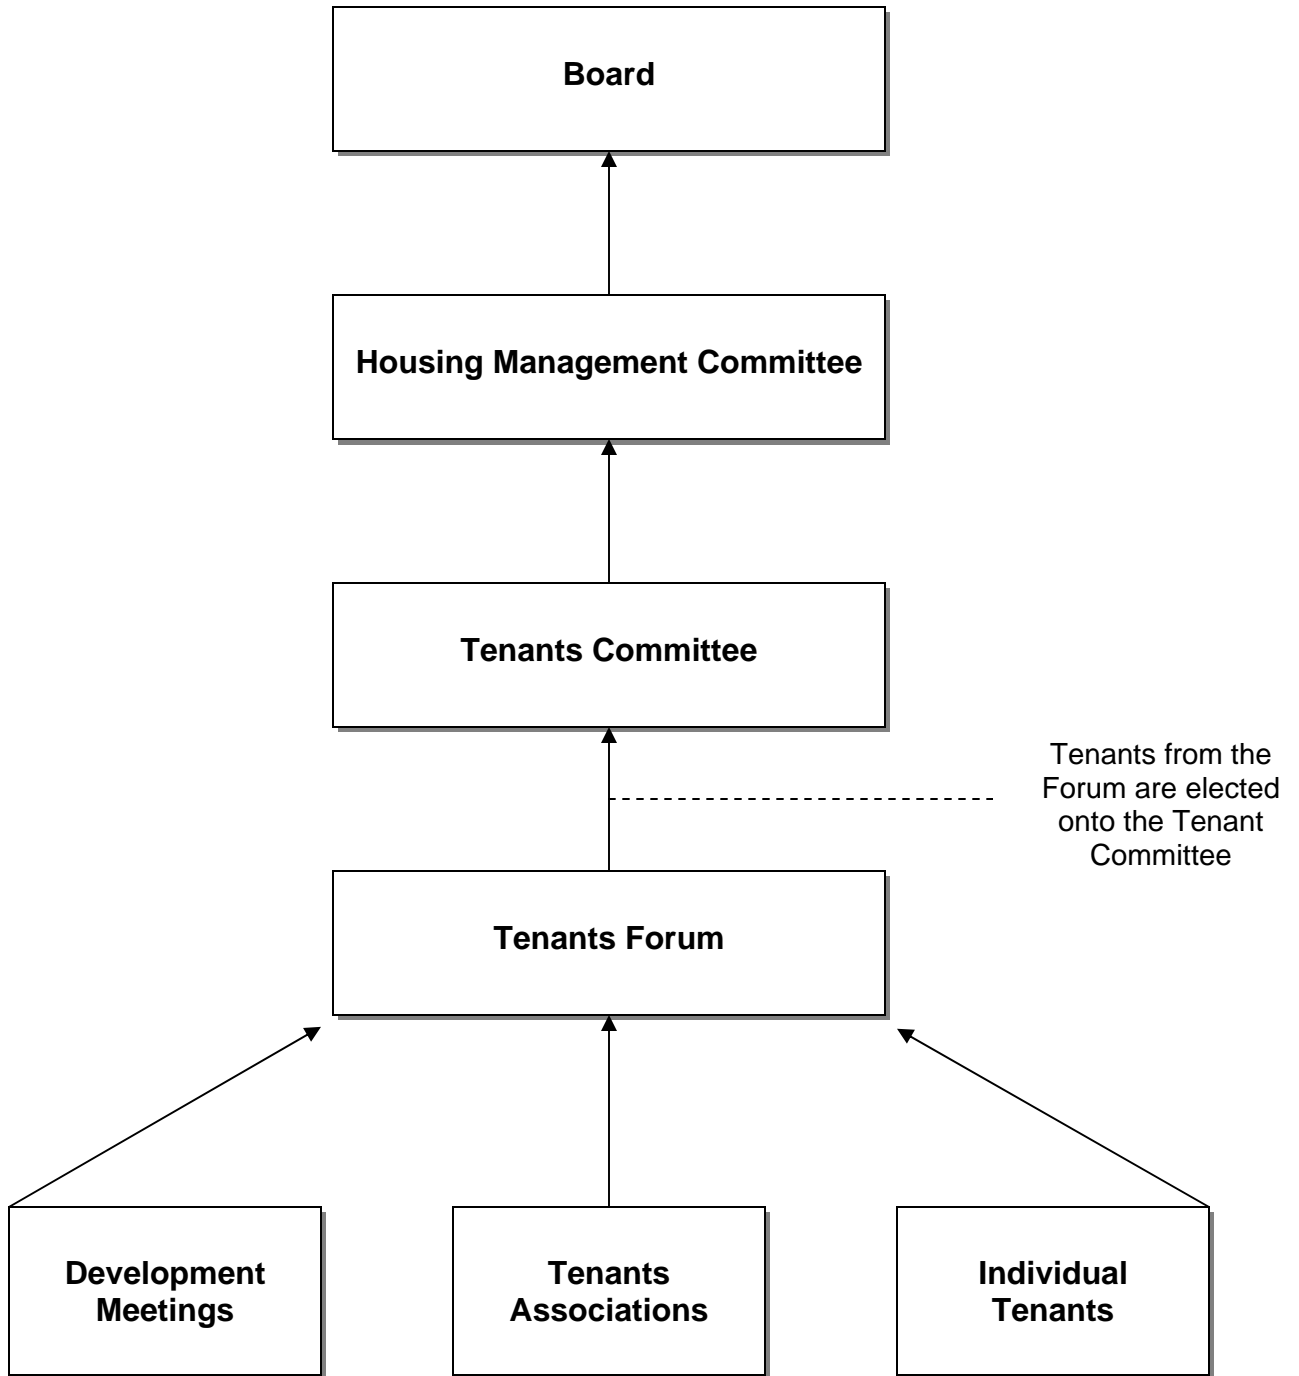 Board
Housing Management Committee
Tenants Committee
Tenants from the
Forum are elected
onto the Tenant
Committee
Tenants Forum
Development
Meetings
Tenants
Associations
Individual
Tenants